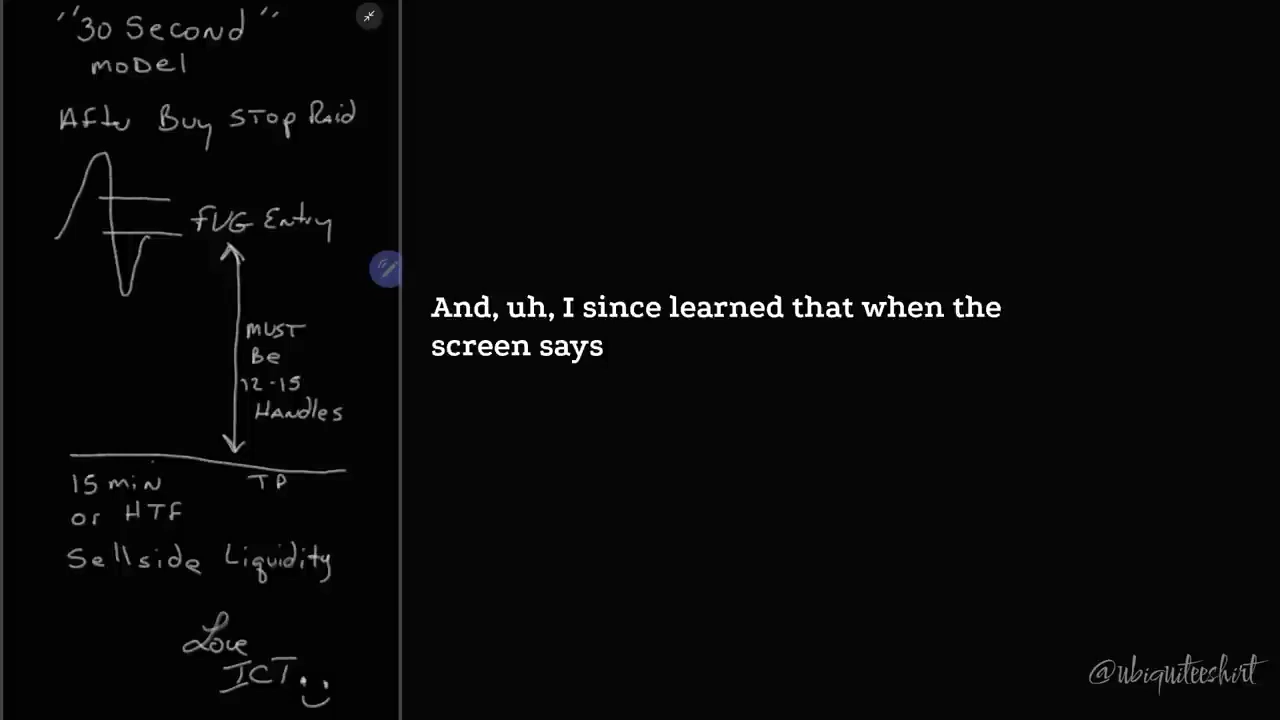 "30 Second"
model
After Buy STop Raid
FVG Entry
MUST
Be
12-15
HANdles
15 min TP
or HTF
Sellside Liquidity
Love
ICT
And, uh, I since learned that when the
screen says
@ubiquiteeshirt